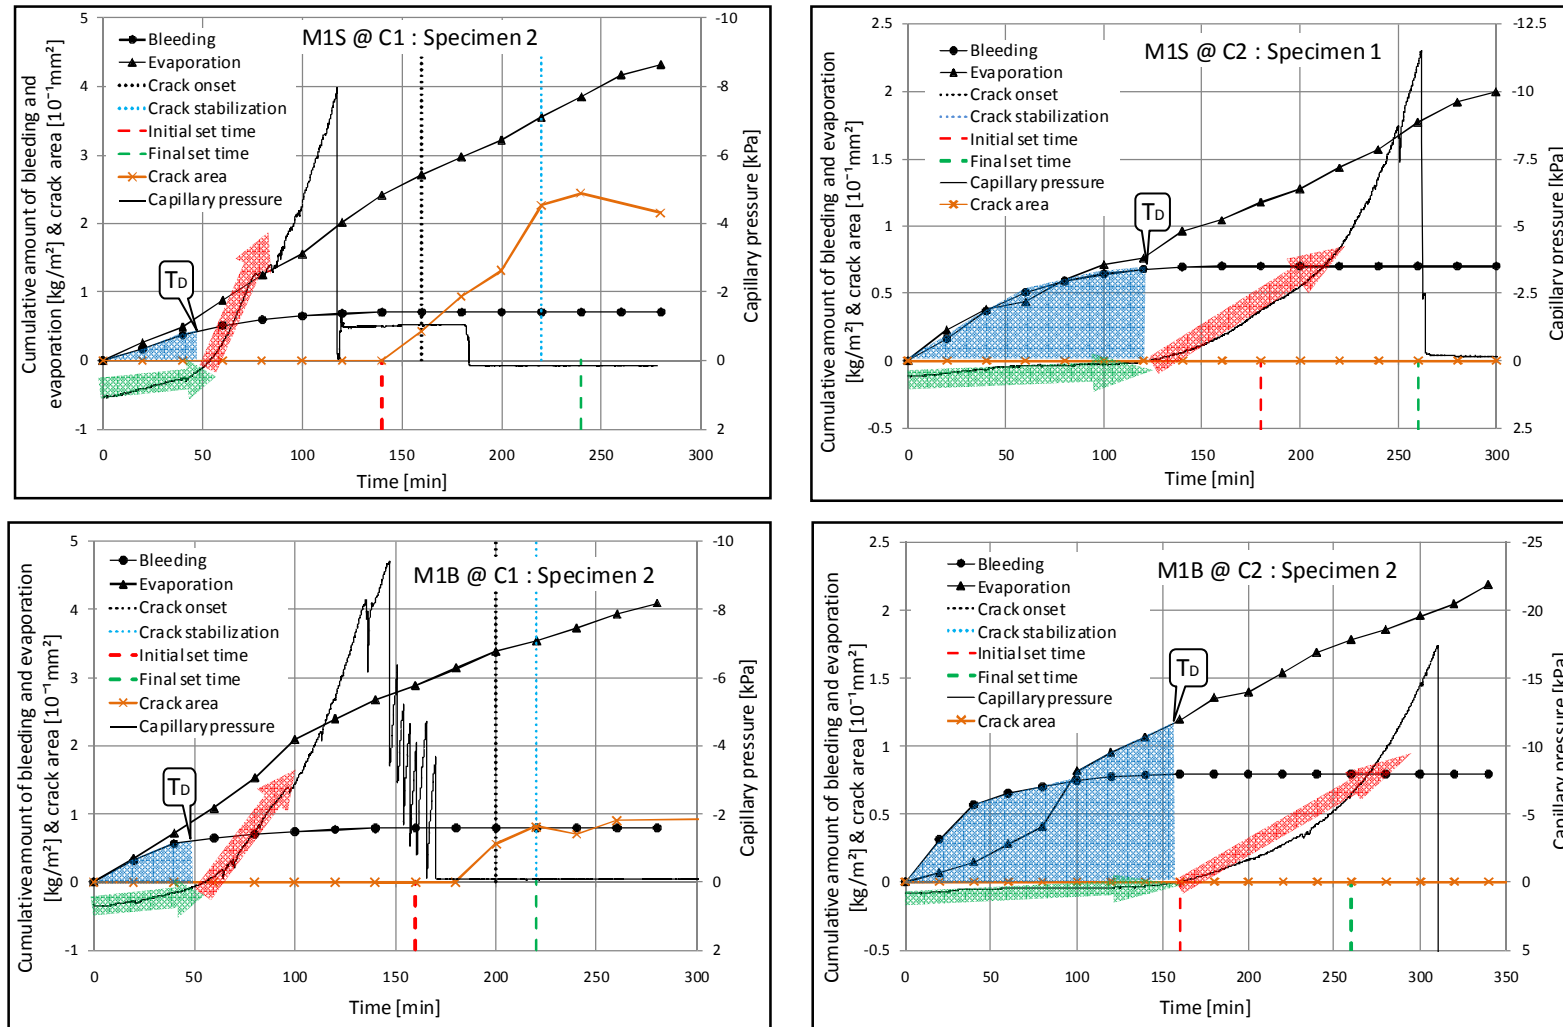 M1S @ C1 : Specimen 2
Bleeding
Evaporation
Crack onset
Crack stabilization
Initial set time
Final set time
Crack area
Capillary pressure
T_D
Cumulative amount of bleeding and
evaporation [kg/m²] & crack area [10⁻¹mm²]
5
4
3
2
1
0
-1
-10
-8
-6
-4
-2
0
2
Capillary pressure [kPa]
0 50 100 150 200 250 300
Time [min]
M1S @ C2 : Specimen 1
Bleeding
Evaporation
Crack onset
Crack stabilization
Initial set time
Final set time
Capillary pressure
Crack area
T_D
Cumulative amount of bleeding and evaporation
[kg/m²] & crack area [10⁻¹mm²]
2.5
2
1.5
1
0.5
0
-0.5
-12.5
-10
-7.5
-5
-2.5
0
2.5
Capillary pressure [kPa]
0 50 100 150 200 250 300
Time [min]
M1B @ C1 : Specimen 2
Bleeding
Evaporation
Crack onset
Crack stabilization
Initial set time
Final set time
Crack area
Capillary pressure
T_D
Cumulative amount of bleeding and evaporation
[kg/m²] & crack area [10⁻¹mm²]
5
4
3
2
1
0
-1
-10
-8
-6
-4
-2
0
2
Capillary pressure [kPa]
0 50 100 150 200 250 300
Time [min]
M1B @ C2 : Specimen 2
Bleeding
Evaporation
Crack onset
Crack stabilization
Initial set time
Final set time
Capillary pressure
Crack area
T_D
Cumulative amount of bleeding and evaporation
[kg/m²] & crack area [10⁻¹mm²]
2.5
2
1.5
1
0.5
0
-0.5
-25
-20
-15
-10
-5
0
5
Capillary pressure [kPa]
0 50 100 150 200 250 300 350
Time [min]